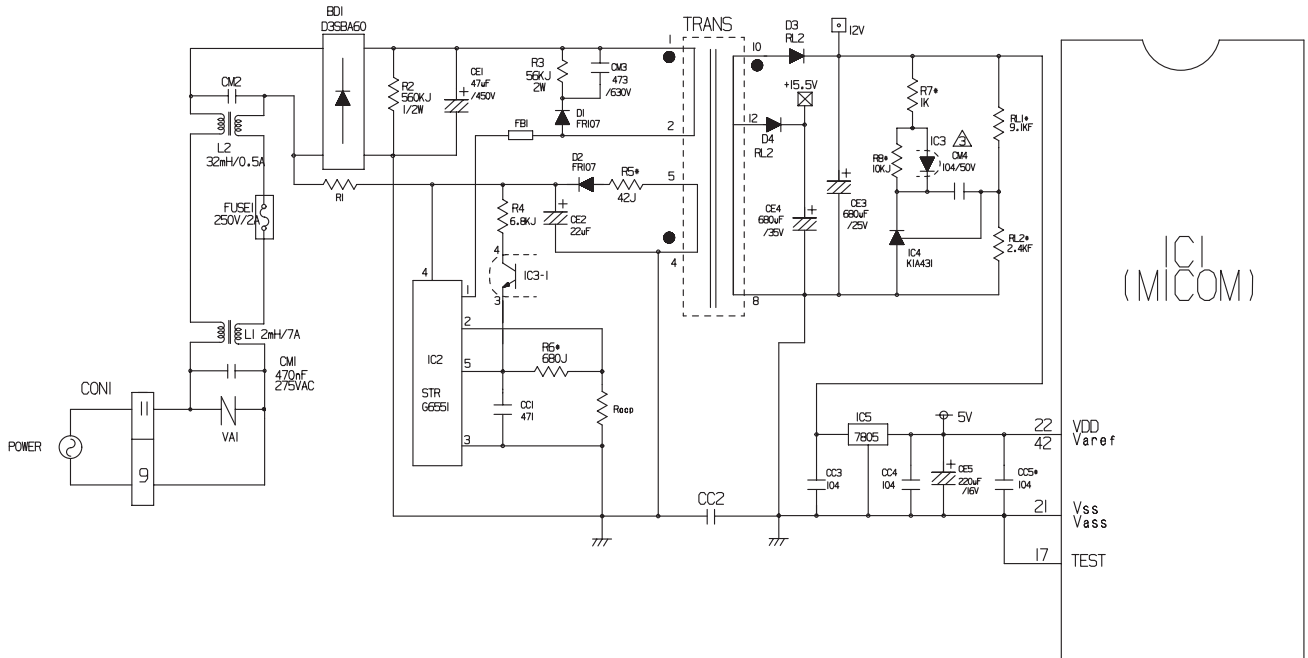 BD1
D3SBA60
TRANS
D3
RL2
12V
CM2
R2
560KJ
1/2W
CE1
47uF
/450V
R3
56KJ
2W
CM3
473
/630V
D1
FR107
FB1
1
2
5
4
10
12
8
+15.5V
D4
RL2
R7*
1K
RL1*
9.1KF
IC3
3
CM4
104/50V
R8*
10KJ
L2
32mH/0.5A
R1
D2
FR107
R5*
42J
R4
6.8KJ
CE2
22uF
CE4
680uF
/35V
CE3
680uF
/25V
IC4
KIA431
RL2*
2.4KF
FUSE1
250V/2A
4
IC3-1
3
4
1
2
5
3
IC2
STR
G6551
R6*
680J
CC1
471
Rocp
IC1
(MICOM)
L1 2mH/7A
CM1
470nF
275VAC
CON1
11
9
POWER
VA1
IC5
7805
5V
22
42
VDD
Varef
CC3
104
CC4
104
CE5
220uF
/16V
CC5*
104
CC2
21
Vss
Vass
17
TEST